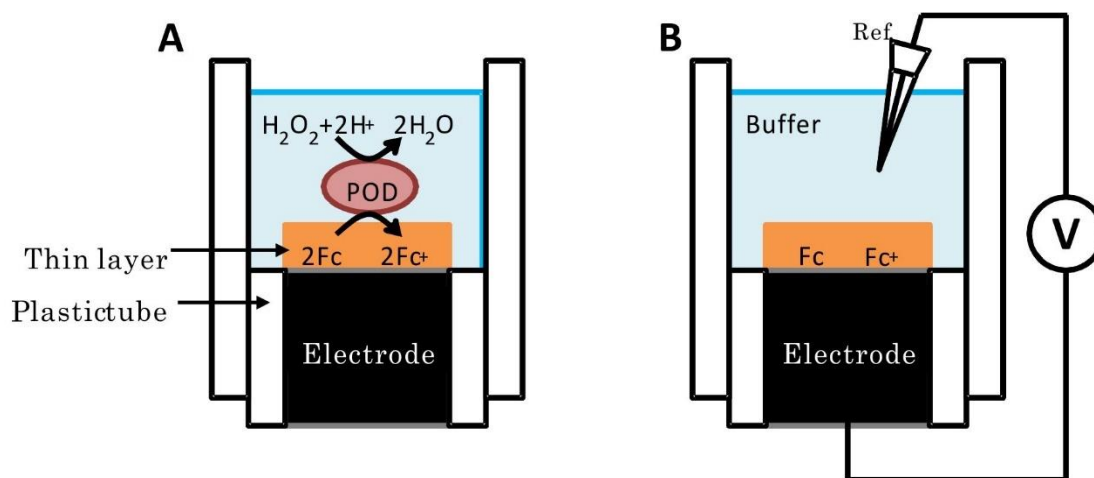 A
H₂O₂+2H+ 2H₂O
POD
2Fc 2Fc+
Thin layer
Plastictube
Electrode
B
Ref
Buffer
V
Fc Fc+
Electrode